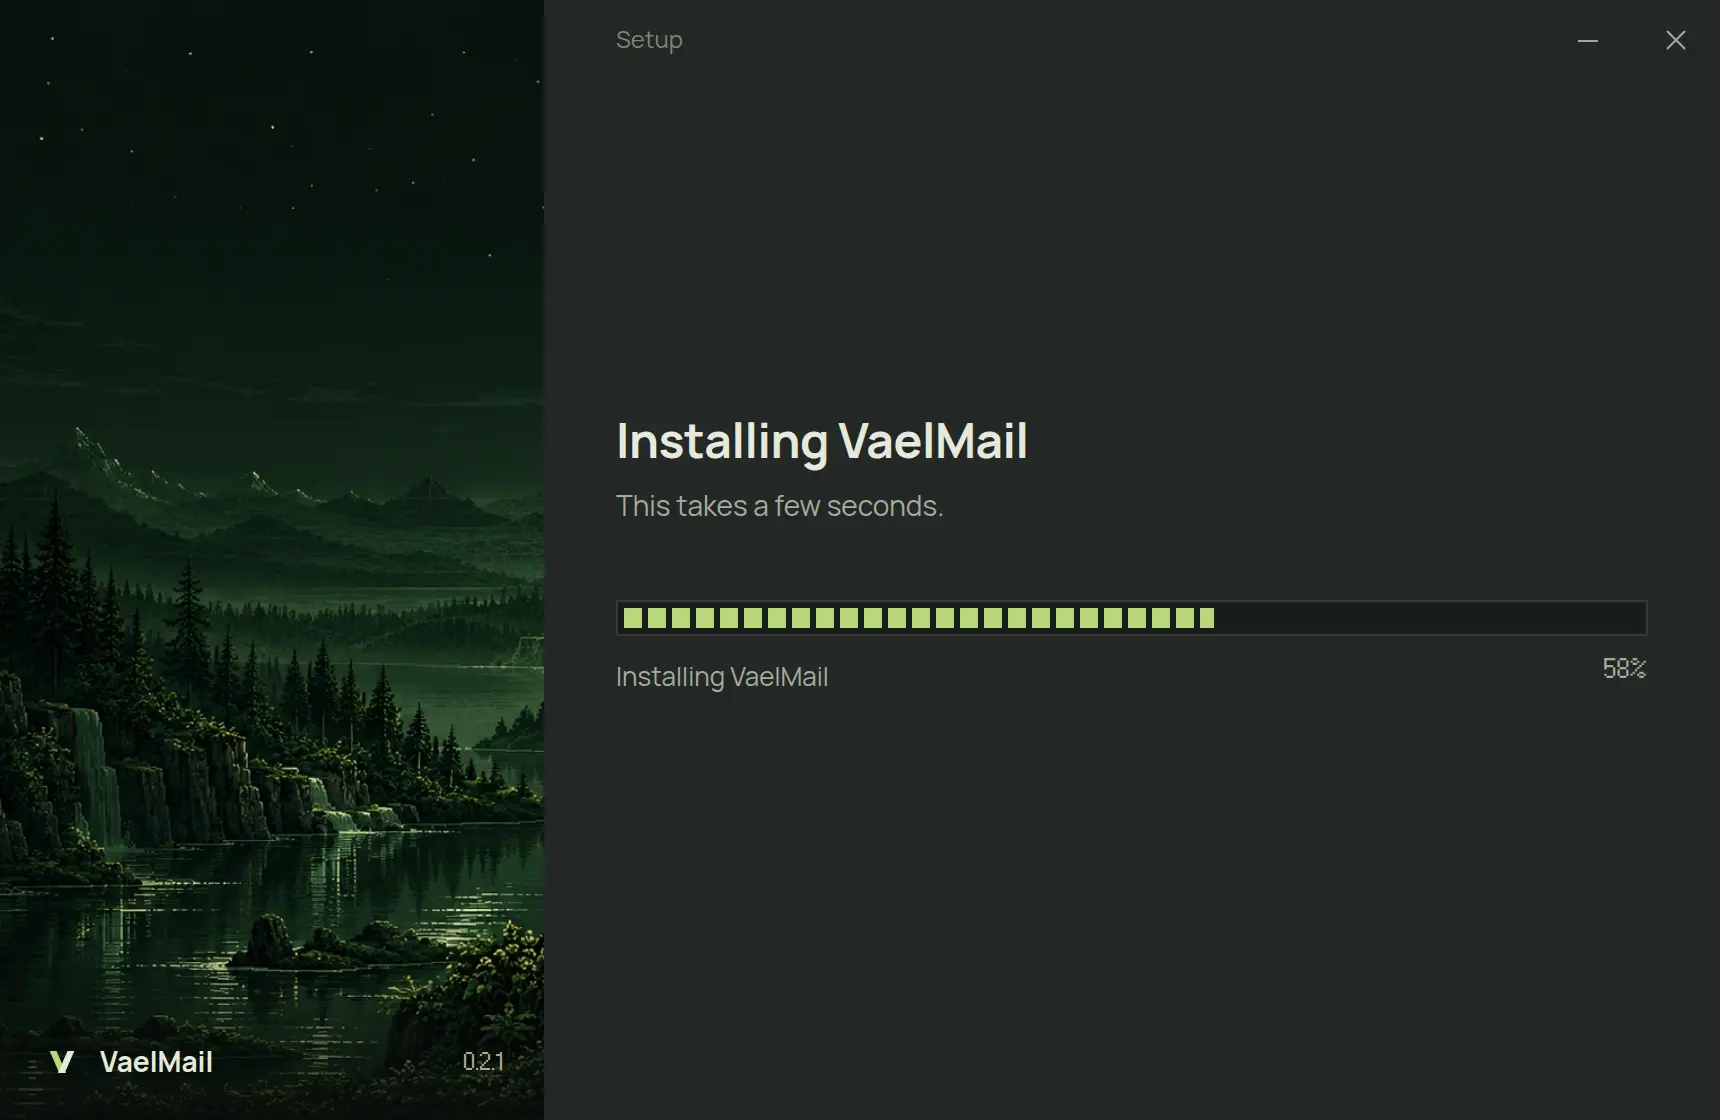 Setup
Installing VaelMail
This takes a few seconds.
Installing VaelMail
58%
VaelMail
0.2.1